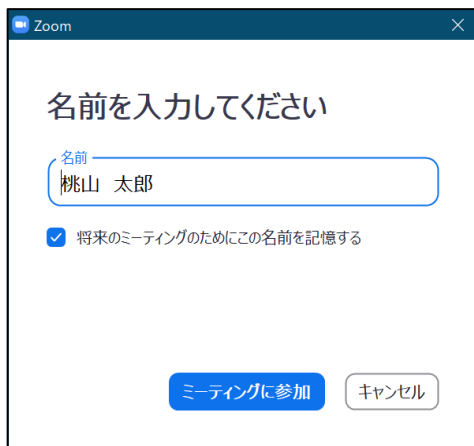 Zoom
名前を入力してください
名前
桃山　太郎
将来のミーティングのためにこの名前を記憶する
ミーティングに参加
キャンセル